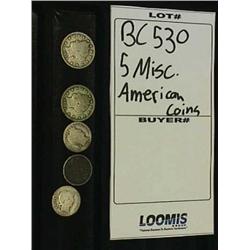 LOT#
BC 530
5 Misc.
American
Coins
BUYER#
LOOMIS